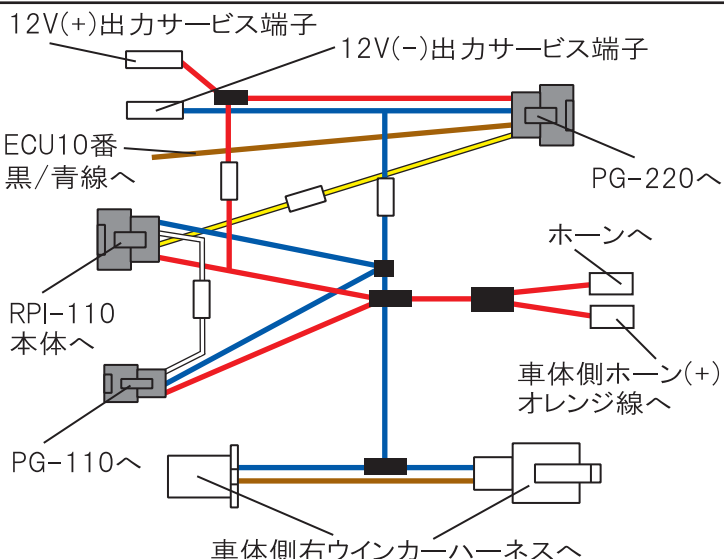 12V(+)出力サービス端子
12V(-)出力サービス端子
ECU10番
黒/青線へ
PG-220へ
ホーンへ
RPI-110
本体へ
車体側ホーン(+)
オレンジ線へ
PG-110へ
車体側右ウインカーハーネスへ